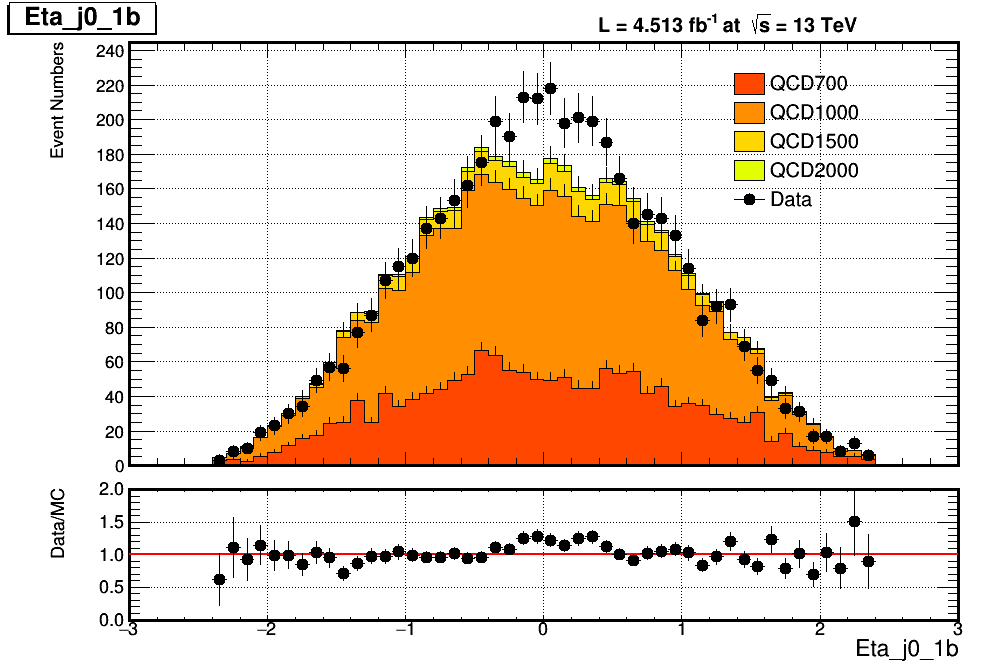 Eta_j0_1b
L = 4.513 fb-1 at √s = 13 TeV
Event Numbers
240
220
200
180
160
140
120
100
80
60
40
20
0
QCD700
QCD1000
QCD1500
QCD2000
Data
Data/MC
2.0
1.5
1.0
0.5
0.0
−3 −2 −1 0 1 2 3
Eta_j0_1b